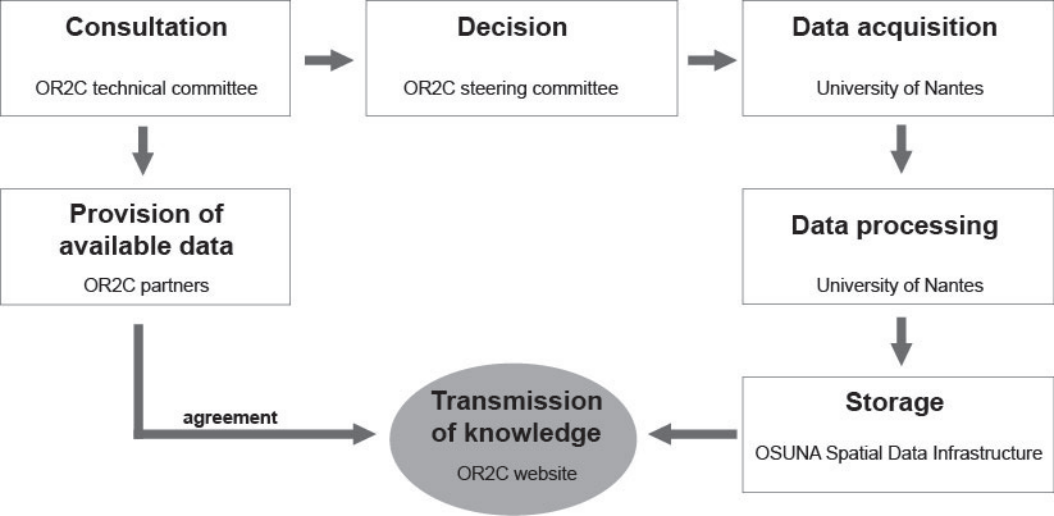 Consultation
OR2C technical committee
Decision
OR2C steering committee
Data acquisition
University of Nantes
Provision of
available data
OR2C partners
Data processing
University of Nantes
agreement
Transmission
of knowledge
OR2C website
Storage
OSUNA Spatial Data Infrastructure